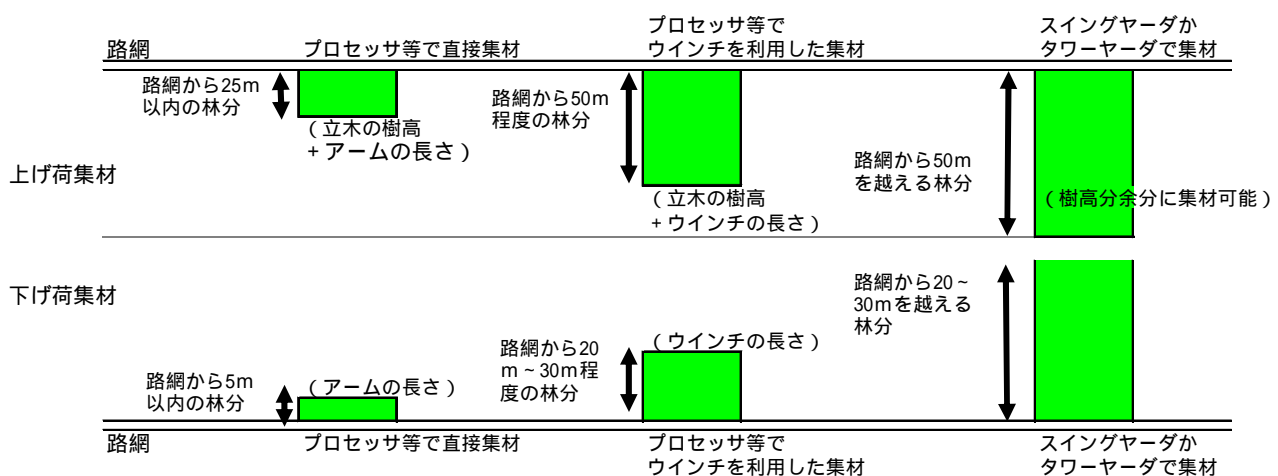 路網
プロセッサ等で直接集材
プロセッサ等で
ウインチを利用した集材
スイングヤーダか
タワーヤーダで集材
路網から25m
以内の林分
(立木の樹高
+アームの長さ)
路網から50m
程度の林分
(立木の樹高
+ウインチの長さ)
路網から50m
を越える林分
(樹高分余分に集材可能)
上げ荷集材
下げ荷集材
路網から5m
以内の林分
(アームの長さ)
路網から20
m~30m程
度の林分
(ウインチの長さ)
路網から20~
30mを越える
林分
路網
プロセッサ等で直接集材
プロセッサ等で
ウインチを利用した集材
スイングヤーダか
タワーヤーダで集材